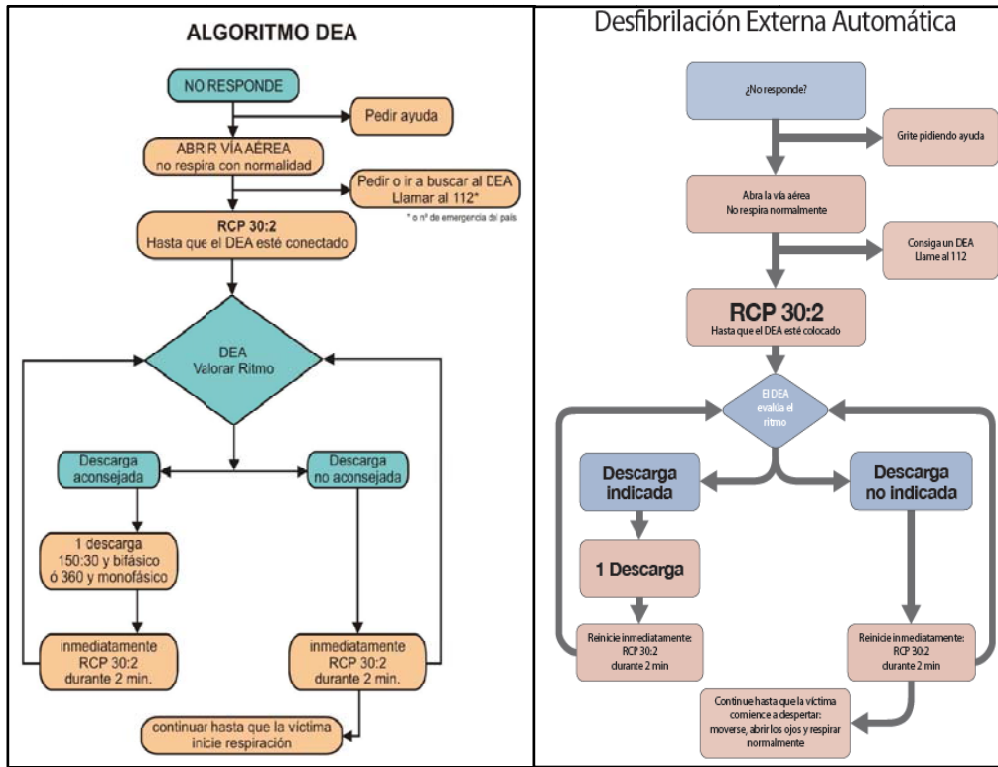 ALGORITMO DEA
NO RESPONDE
Pedir ayuda
ABRIR VÍA AÉREA
no respira con normalidad
Pedir o ir a buscar al DEA
Llamar al 112*
* o nº de emergencia del país
RCP 30:2
Hasta que el DEA esté conectado
DEA
Valorar Ritmo
Descarga
aconsejada
Descarga
no aconsejada
1 descarga
150:30 y bifásico
ó 360 y monofásico
inmediatamente
RCP 30:2
durante 2 min.
inmediatamente
RCP 30:2
durante 2 min.
continuar hasta que la víctima
inicie respiración
Desfibrilación Externa Automática
¿No responde?
Grite pidiendo ayuda
Abra la vía aérea
No respira normalmente
Consiga un DEA
Llame al 112
RCP 30:2
Hasta que el DEA esté colocado
El DEA
evalúa el
ritmo
Descarga
indicada
Descarga
no indicada
1 Descarga
Reinicie inmediatamente:
RCP 30:2
durante 2 min
Reinicie inmediatamente:
RCP 30:2
durante 2 min
Continúe hasta que la víctima
comience a despertar:
moverse, abrir los ojos y respirar
normalmente